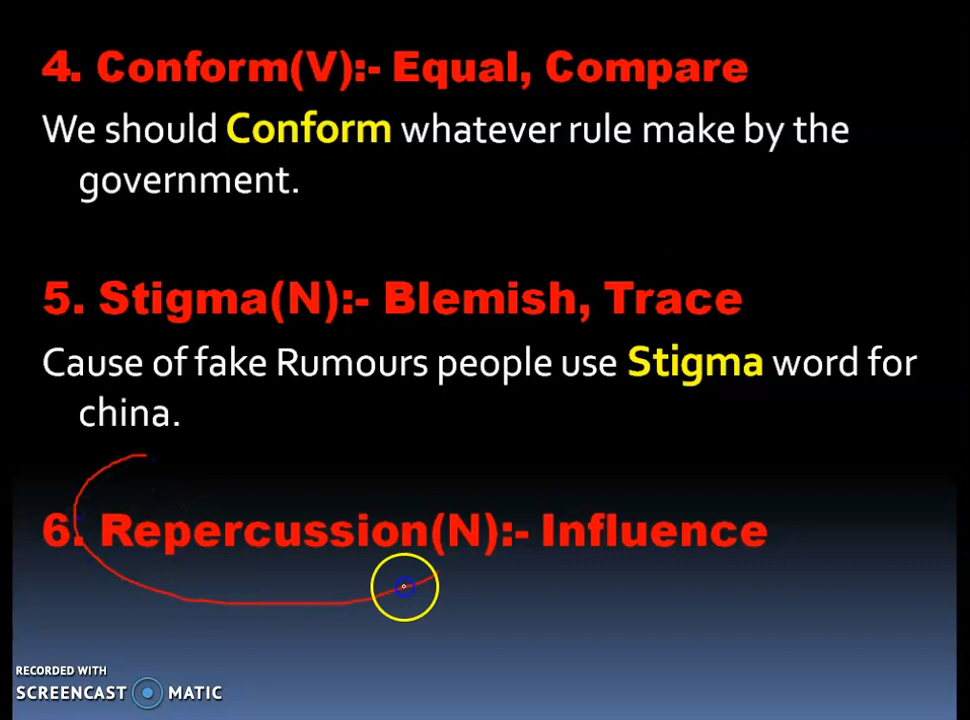 4. Conform(V):- Equal, Compare
We should Conform whatever rule make by the
government.
5. Stigma(N):- Blemish, Trace
Cause of fake Rumours people use Stigma word for
china.
6. Repercussion(N):- Influence
RECORDED WITH
SCREENCAST MATIC